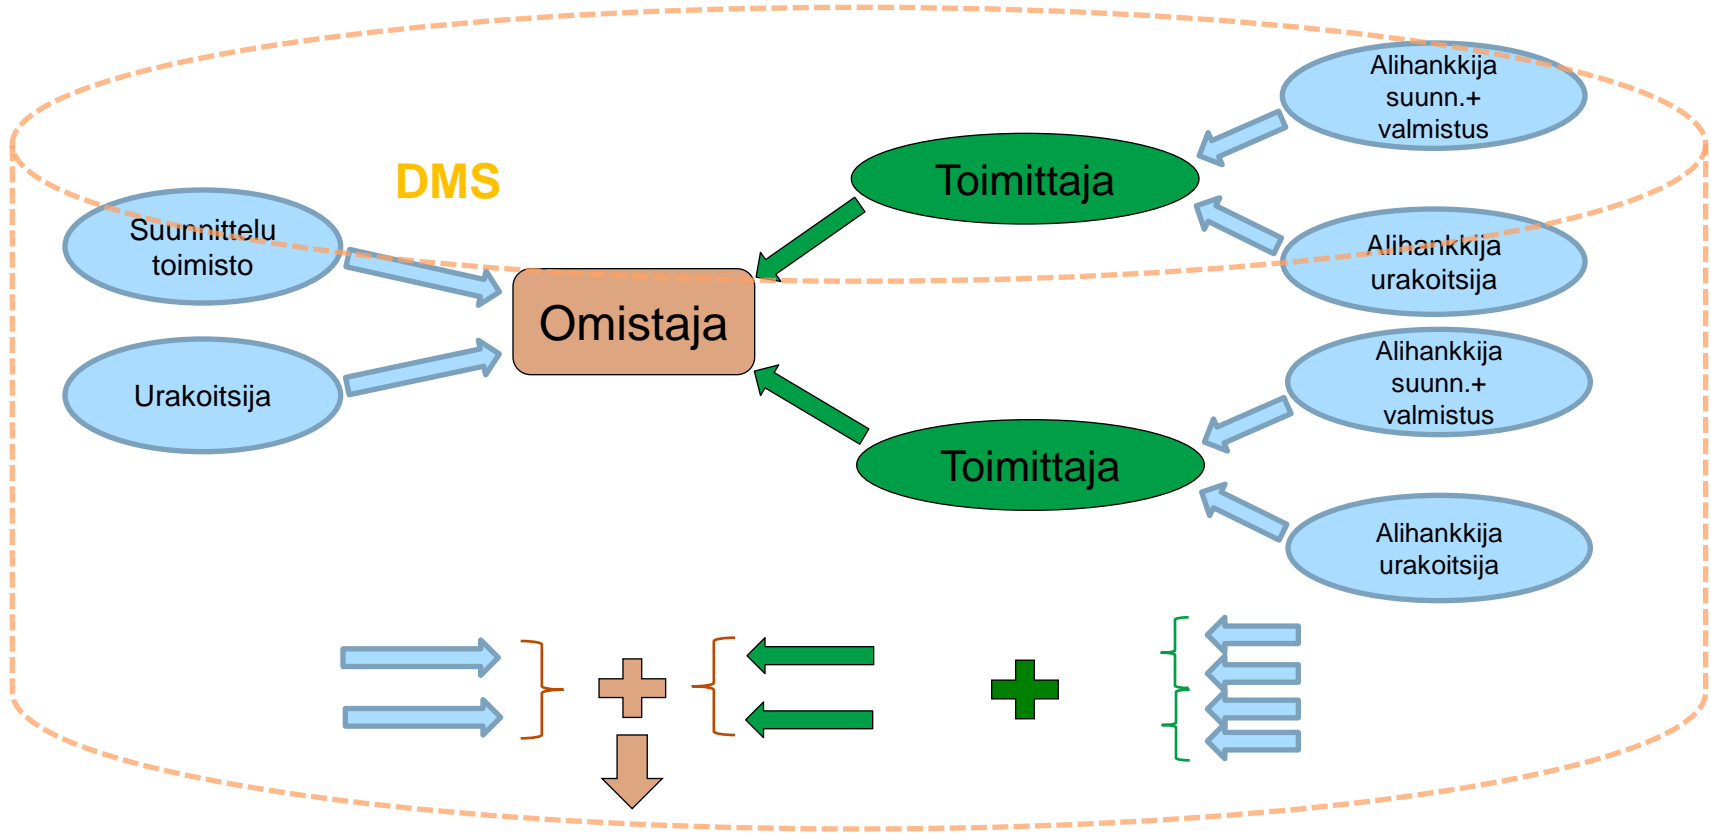 Alihankkija
suunn.+
valmistus
DMS
Toimittaja
Suunnittelu
toimisto
Alihankkija
urakoitsija
Omistaja
Alihankkija
suunn.+
valmistus
Urakoitsija
Toimittaja
Alihankkija
urakoitsija